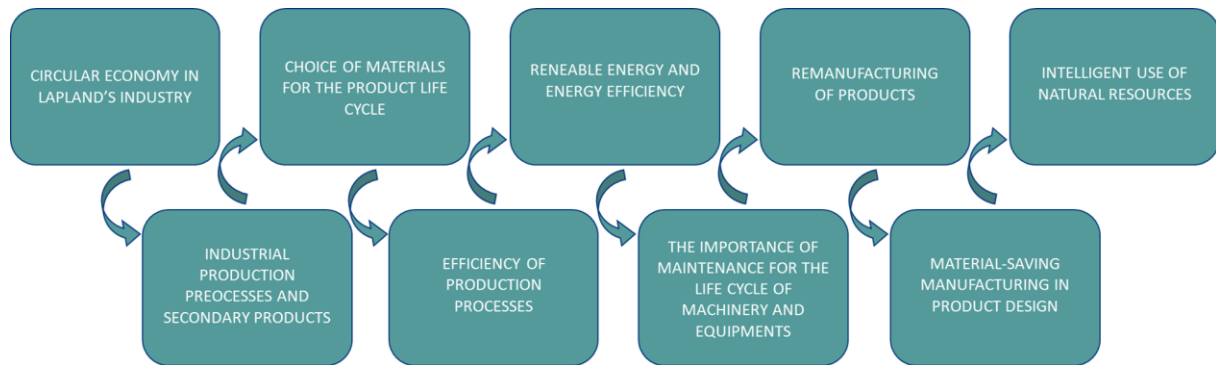 CIRCULAR ECONOMY IN
LAPLAND'S INDUSTRY
INDUSTRIAL
PRODUCTION
PREOCESSES AND
SECONDARY PRODUCTS
CHOICE OF MATERIALS
FOR THE PRODUCT LIFE
CYCLE
EFFICIENCY OF
PRODUCTION
PROCESSES
RENEABLE ENERGY AND
ENERGY EFFICIENCY
THE IMPORTANCE OF
MAINTENANCE FOR THE
LIFE CYCLE OF
MACHINERY AND
EQUIPMENTS
REMANUFACTURING
OF PRODUCTS
MATERIAL-SAVING
MANUFACTURING IN
PRODUCT DESIGN
INTELLIGENT USE OF
NATURAL RESOURCES